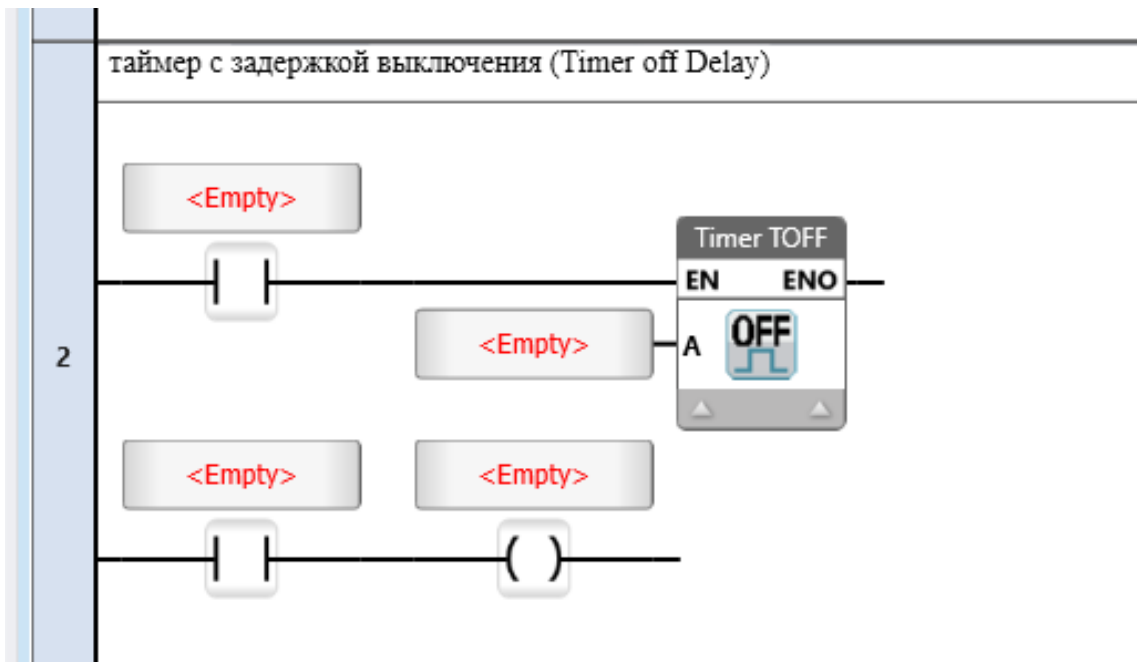 таймер с задержкой выключения (Timer off Delay)
<Empty>
Timer TOFF
EN ENO
<Empty>
A OFF
2
<Empty> <Empty>